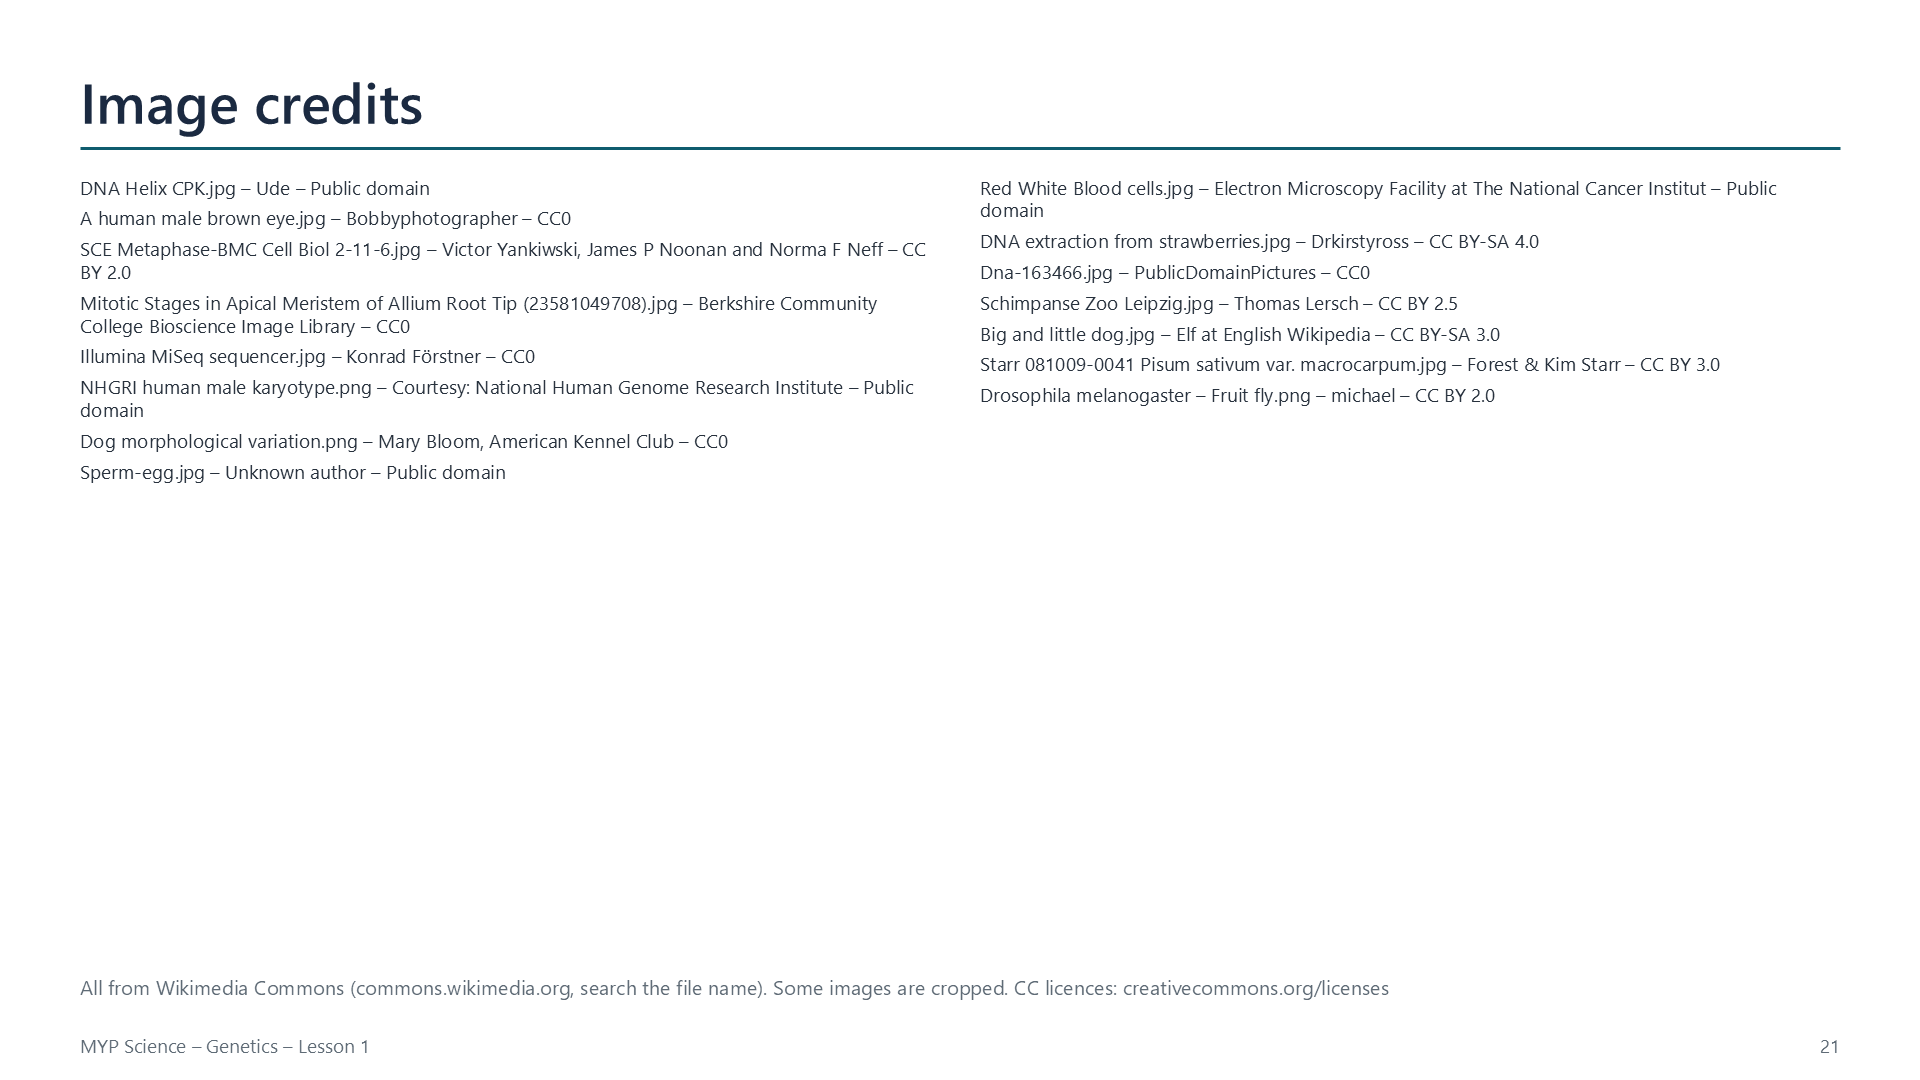 Image credits
DNA Helix CPK.jpg – Ude – Public domain
A human male brown eye.jpg – Bobbyphotographer – CC0
SCE Metaphase-BMC Cell Biol 2-11-6.jpg – Victor Yankiwski, James P Noonan and Norma F Neff – CC
BY 2.0
Mitotic Stages in Apical Meristem of Allium Root Tip (23581049708).jpg – Berkshire Community
College Bioscience Image Library – CC0
Illumina MiSeq sequencer.jpg – Konrad Förstner – CC0
NHGRI human male karyotype.png – Courtesy: National Human Genome Research Institute – Public
domain
Dog morphological variation.png – Mary Bloom, American Kennel Club – CC0
Sperm-egg.jpg – Unknown author – Public domain
Red White Blood cells.jpg – Electron Microscopy Facility at The National Cancer Institut – Public
domain
DNA extraction from strawberries.jpg – Drkirstyross – CC BY-SA 4.0
Dna-163466.jpg – PublicDomainPictures – CC0
Schimpanse Zoo Leipzig.jpg – Thomas Lersch – CC BY 2.5
Big and little dog.jpg – Elf at English Wikipedia – CC BY-SA 3.0
Starr 081009-0041 Pisum sativum var. macrocarpum.jpg – Forest & Kim Starr – CC BY 3.0
Drosophila melanogaster – Fruit fly.png – michael – CC BY 2.0
All from Wikimedia Commons (commons.wikimedia.org, search the file name). Some images are cropped. CC licences: creativecommons.org/licenses
MYP Science – Genetics – Lesson 1
21